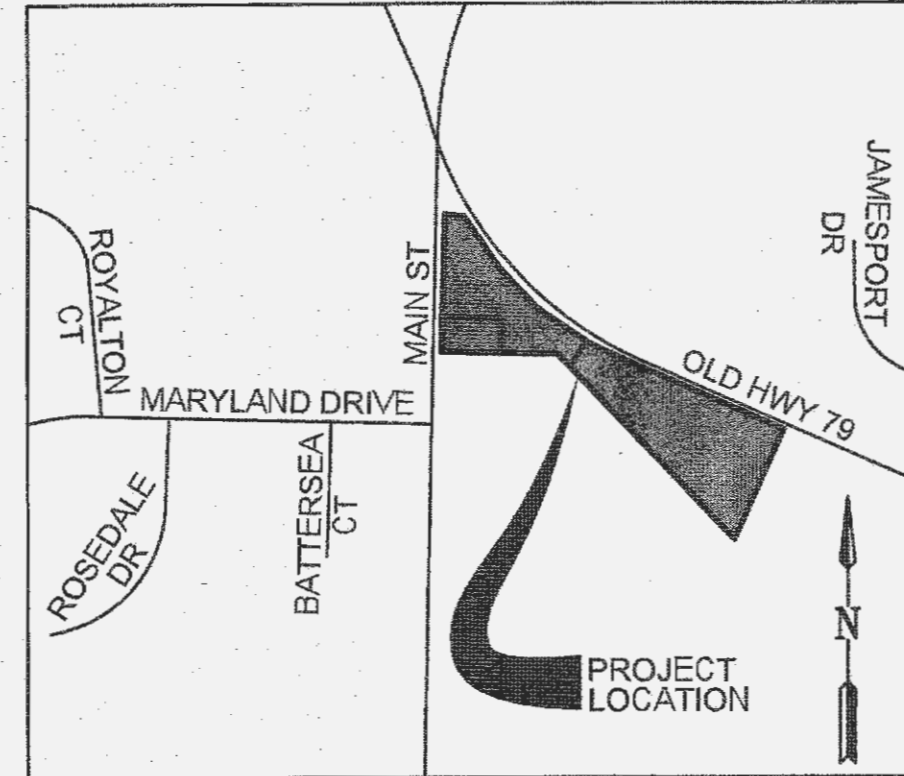 JAMESPORT
DR
ROYALTON
CT
MAIN ST
OLD HWY 79
MARYLAND DRIVE
BATTERSEA
CT
ROSEDALE
DR
N
PROJECT
LOCATION